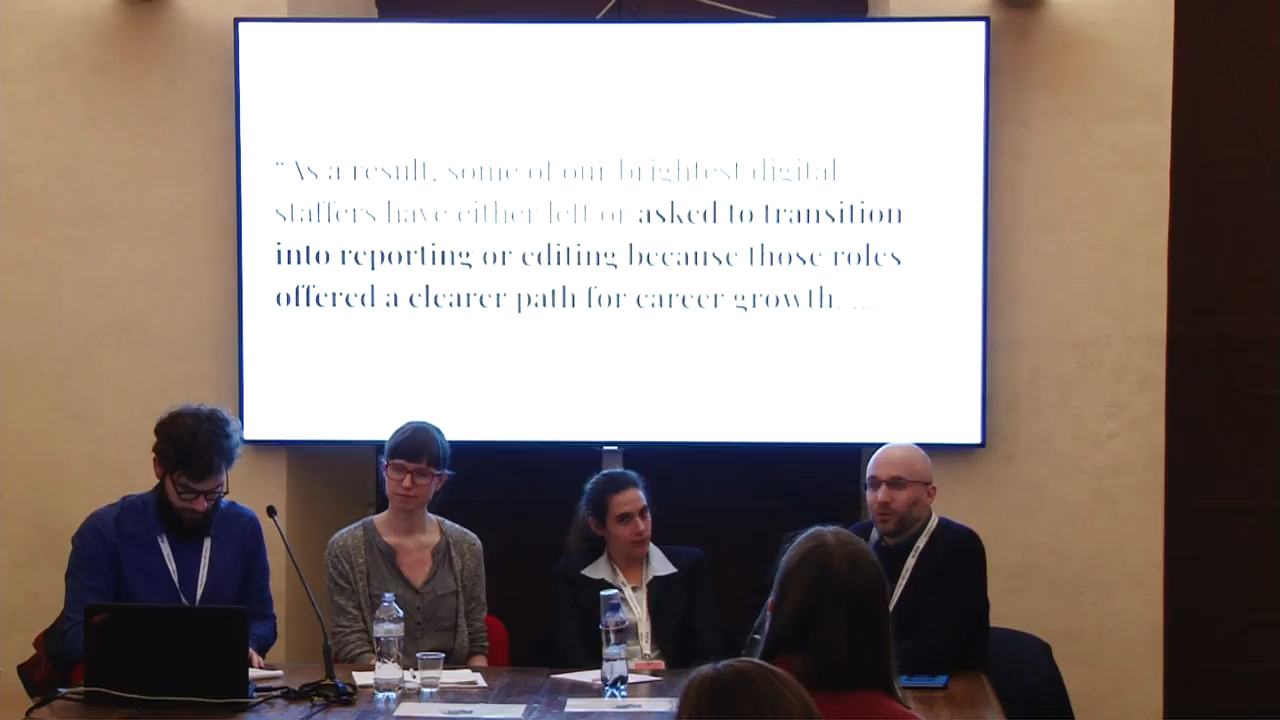 "As a result, some of our brightest digital
staffers have either left or asked to transition
into reporting or editing because those roles
offered a clearer path for career growth. ...